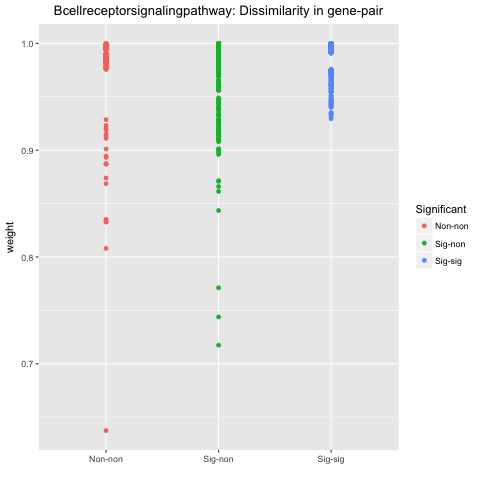 Bcellreceptorsignalingpathway: Dissimilarity in gene-pair
1.0
0.9
0.8
0.7
weight
Non-non
Sig-non
Sig-sig
Significant
Non-non
Sig-non
Sig-sig